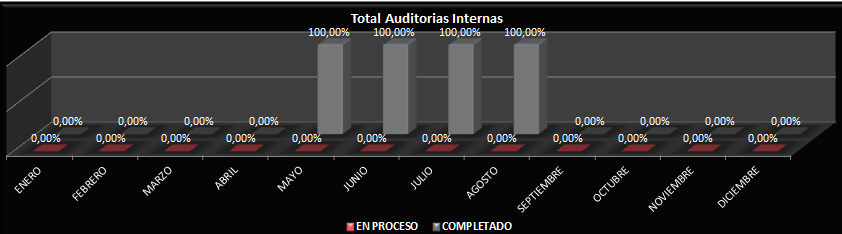 Total Auditorias Internas
100,00% 100,00% 100,00% 100,00%
0,00% 0,00% 0,00% 0,00% 0,00% 0,00% 0,00% 0,00%
0,00% 0,00% 0,00% 0,00% 0,00% 0,00% 0,00% 0,00% 0,00% 0,00% 0,00% 0,00%
ENERO FEBRERO MARZO ABRIL MAYO JUNIO JULIO AGOSTO SEPTIEMBRE OCTUBRE NOVIEMBRE DICIEMBRE
EN PROCESO COMPLETADO